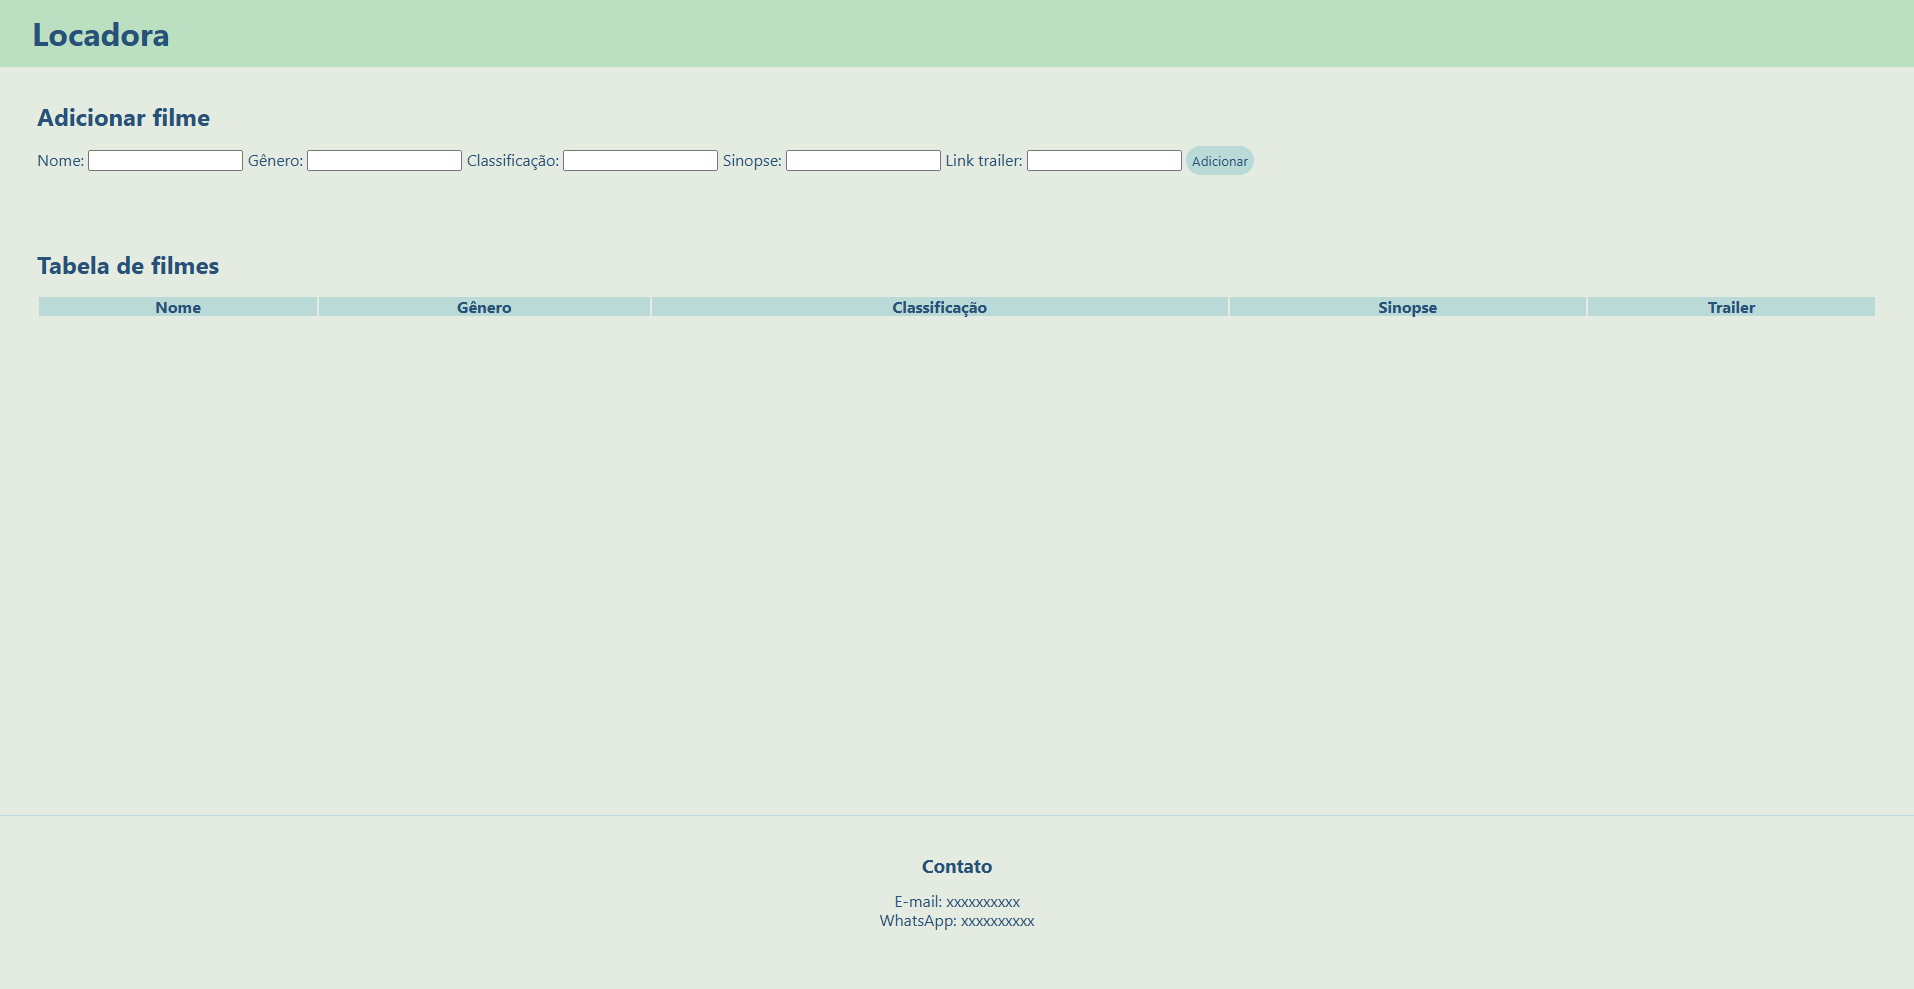 Locadora
Adicionar filme
Nome: Gênero: Classificação: Sinopse: Link trailer: Adicionar
Tabela de filmes
Nome Gênero Classificação Sinopse Trailer
Contato
E-mail: xxxxxxxxxx
WhatsApp: xxxxxxxxxx